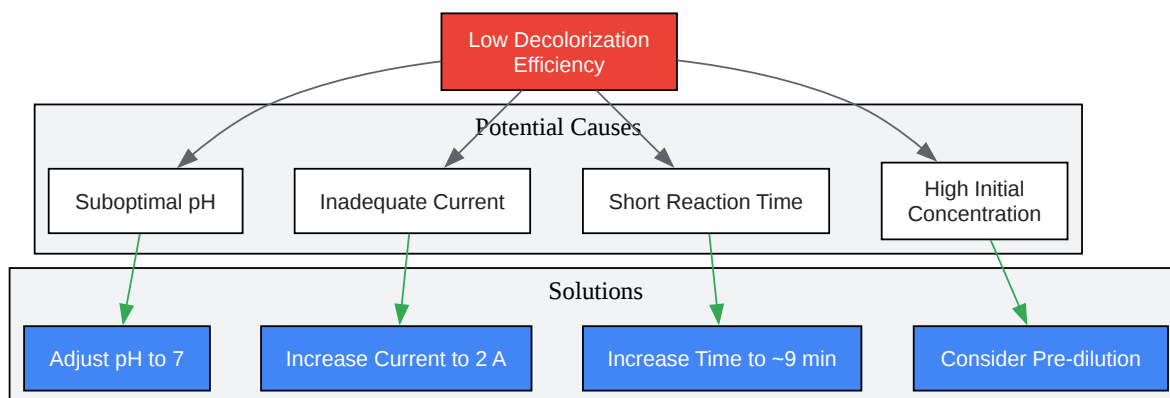 Low Decolorization
Efficiency
Potential Causes
Suboptimal pH
Inadequate Current
Short Reaction Time
High Initial
Concentration
Solutions
Adjust pH to 7
Increase Current to 2 A
Increase Time to ~9 min
Consider Pre-dilution